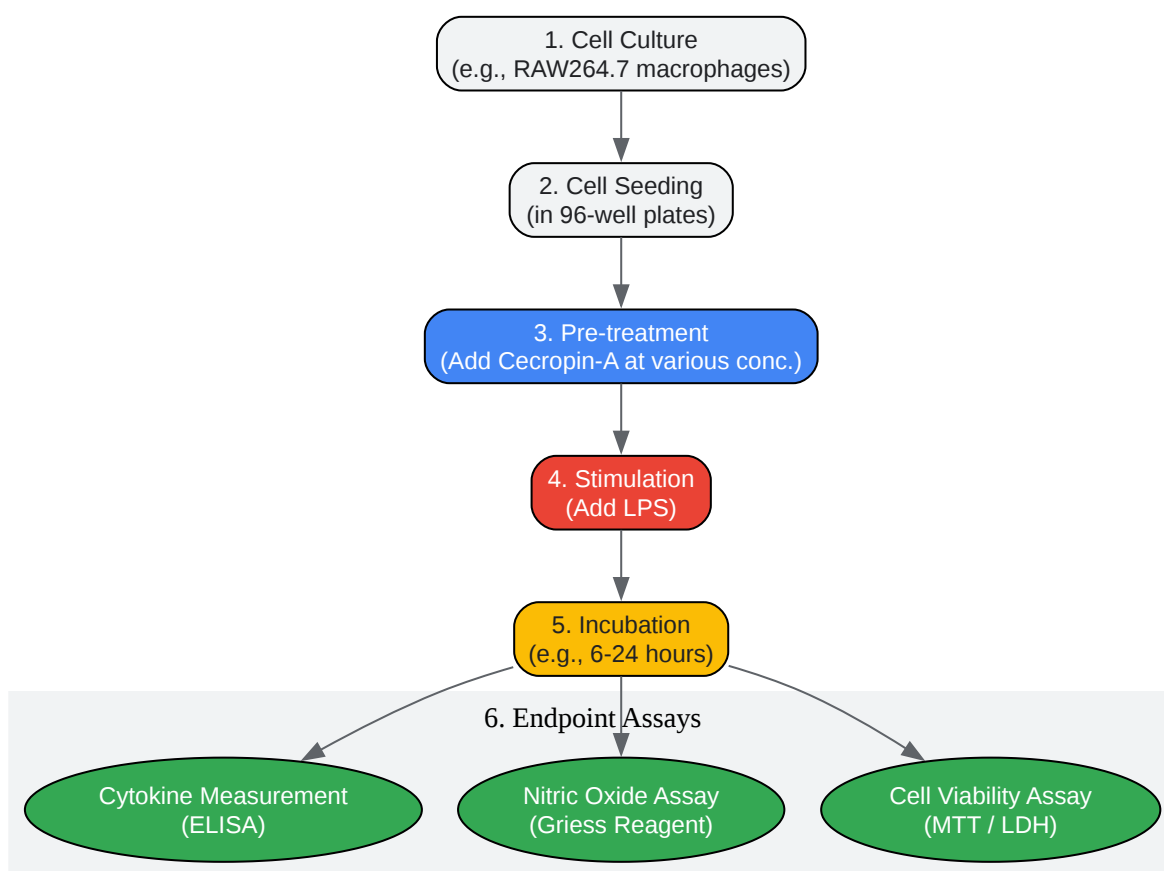 1. Cell Culture
(e.g., RAW264.7 macrophages)
2. Cell Seeding
(in 96-well plates)
3. Pre-treatment
(Add Cecropin-A at various conc.)
4. Stimulation
(Add LPS)
5. Incubation
(e.g., 6-24 hours)
6. Endpoint Assays
Cytokine Measurement
(ELISA)
Nitric Oxide Assay
(Griess Reagent)
Cell Viability Assay
(MTT / LDH)